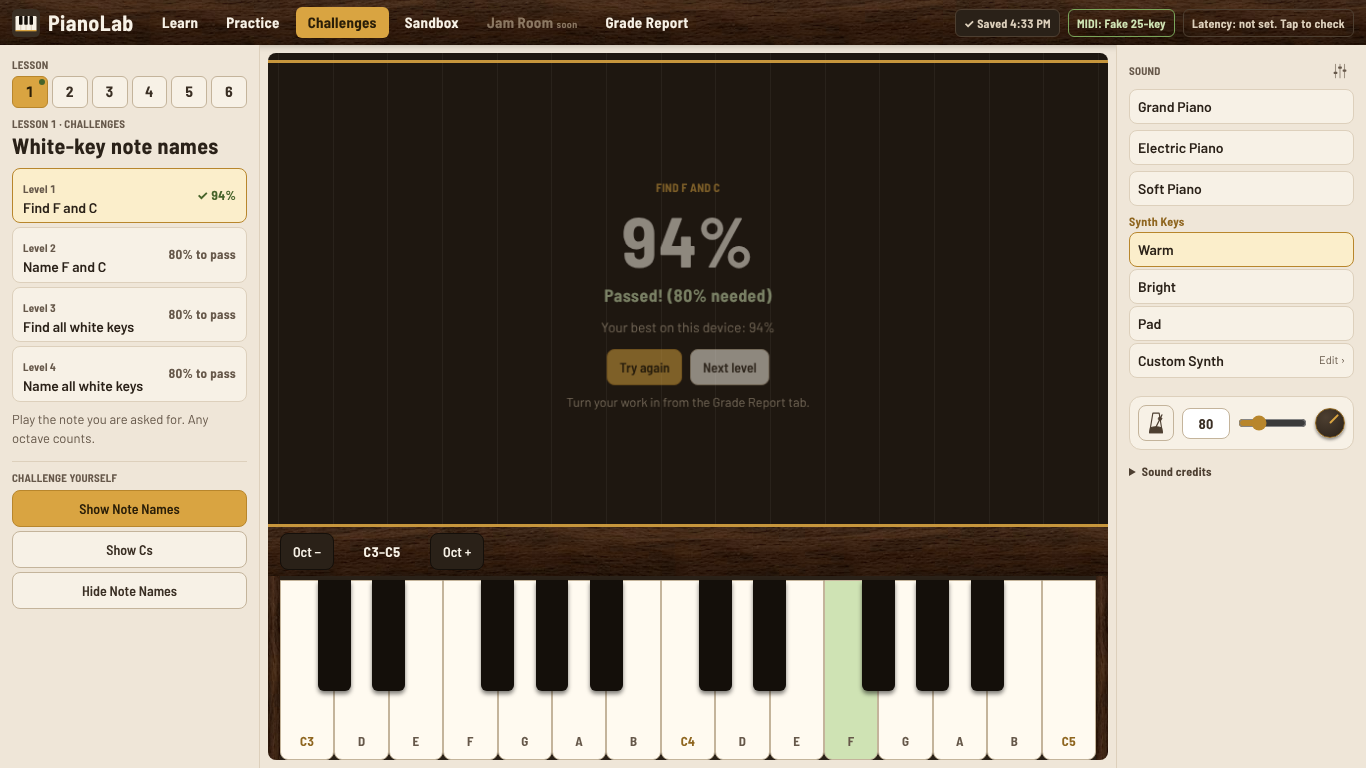 PianoLab
Learn
Practice
Challenges
Sandbox
Jam Room soon
Grade Report
✓ Saved 4:33 PM
MIDI: Fake 25-key
Latency: not set. Tap to check
LESSON
1
2
3
4
5
6
LESSON 1 · CHALLENGES
White-key note names
Level 1
Find F and C
✓ 94%
Level 2
Name F and C
80% to pass
Level 3
Find all white keys
80% to pass
Level 4
Name all white keys
80% to pass
Play the note you are asked for. Any
octave counts.
CHALLENGE YOURSELF
Show Note Names
Show Cs
Hide Note Names
FIND F AND C
94%
Passed! (80% needed)
Your best on this device: 94%
Try again
Next level
Turn your work in from the Grade Report tab.
Oct −
C3–C5
Oct +
C3
D
E
F
G
A
B
C4
D
E
F
G
A
B
C5
SOUND
Grand Piano
Electric Piano
Soft Piano
Synth Keys
Warm
Bright
Pad
Custom Synth
Edit ›
80
Sound credits